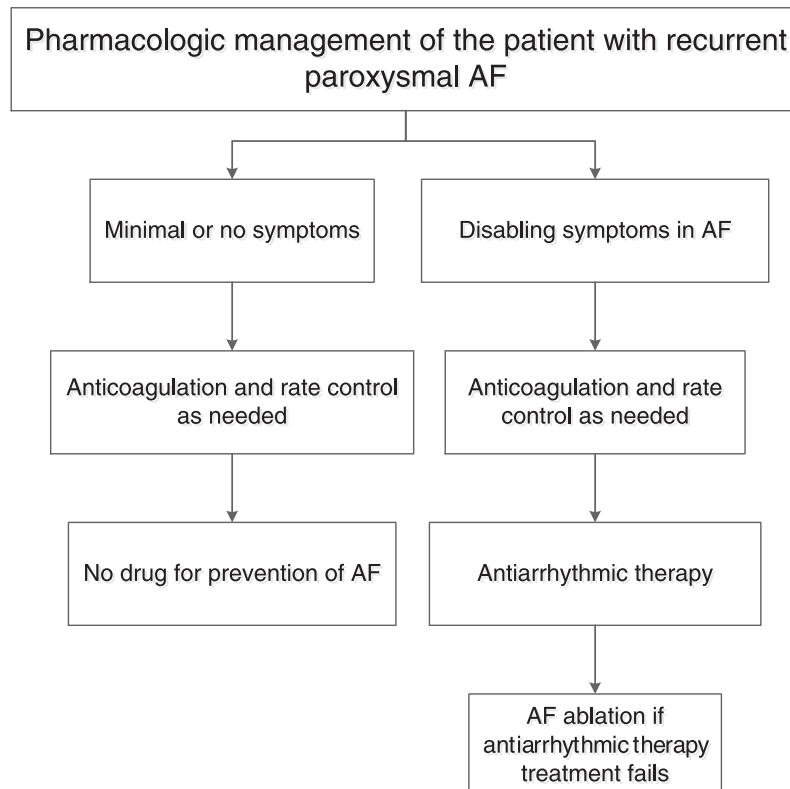 Pharmacologic management of the patient with recurrent
paroxysmal AF
Minimal or no symptoms
Disabling symptoms in AF
Anticoagulation and rate control
as needed
Anticoagulation and rate
control as needed
No drug for prevention of AF
Antiarrhythmic therapy
AF ablation if
antiarrhythmic therapy
treatment fails